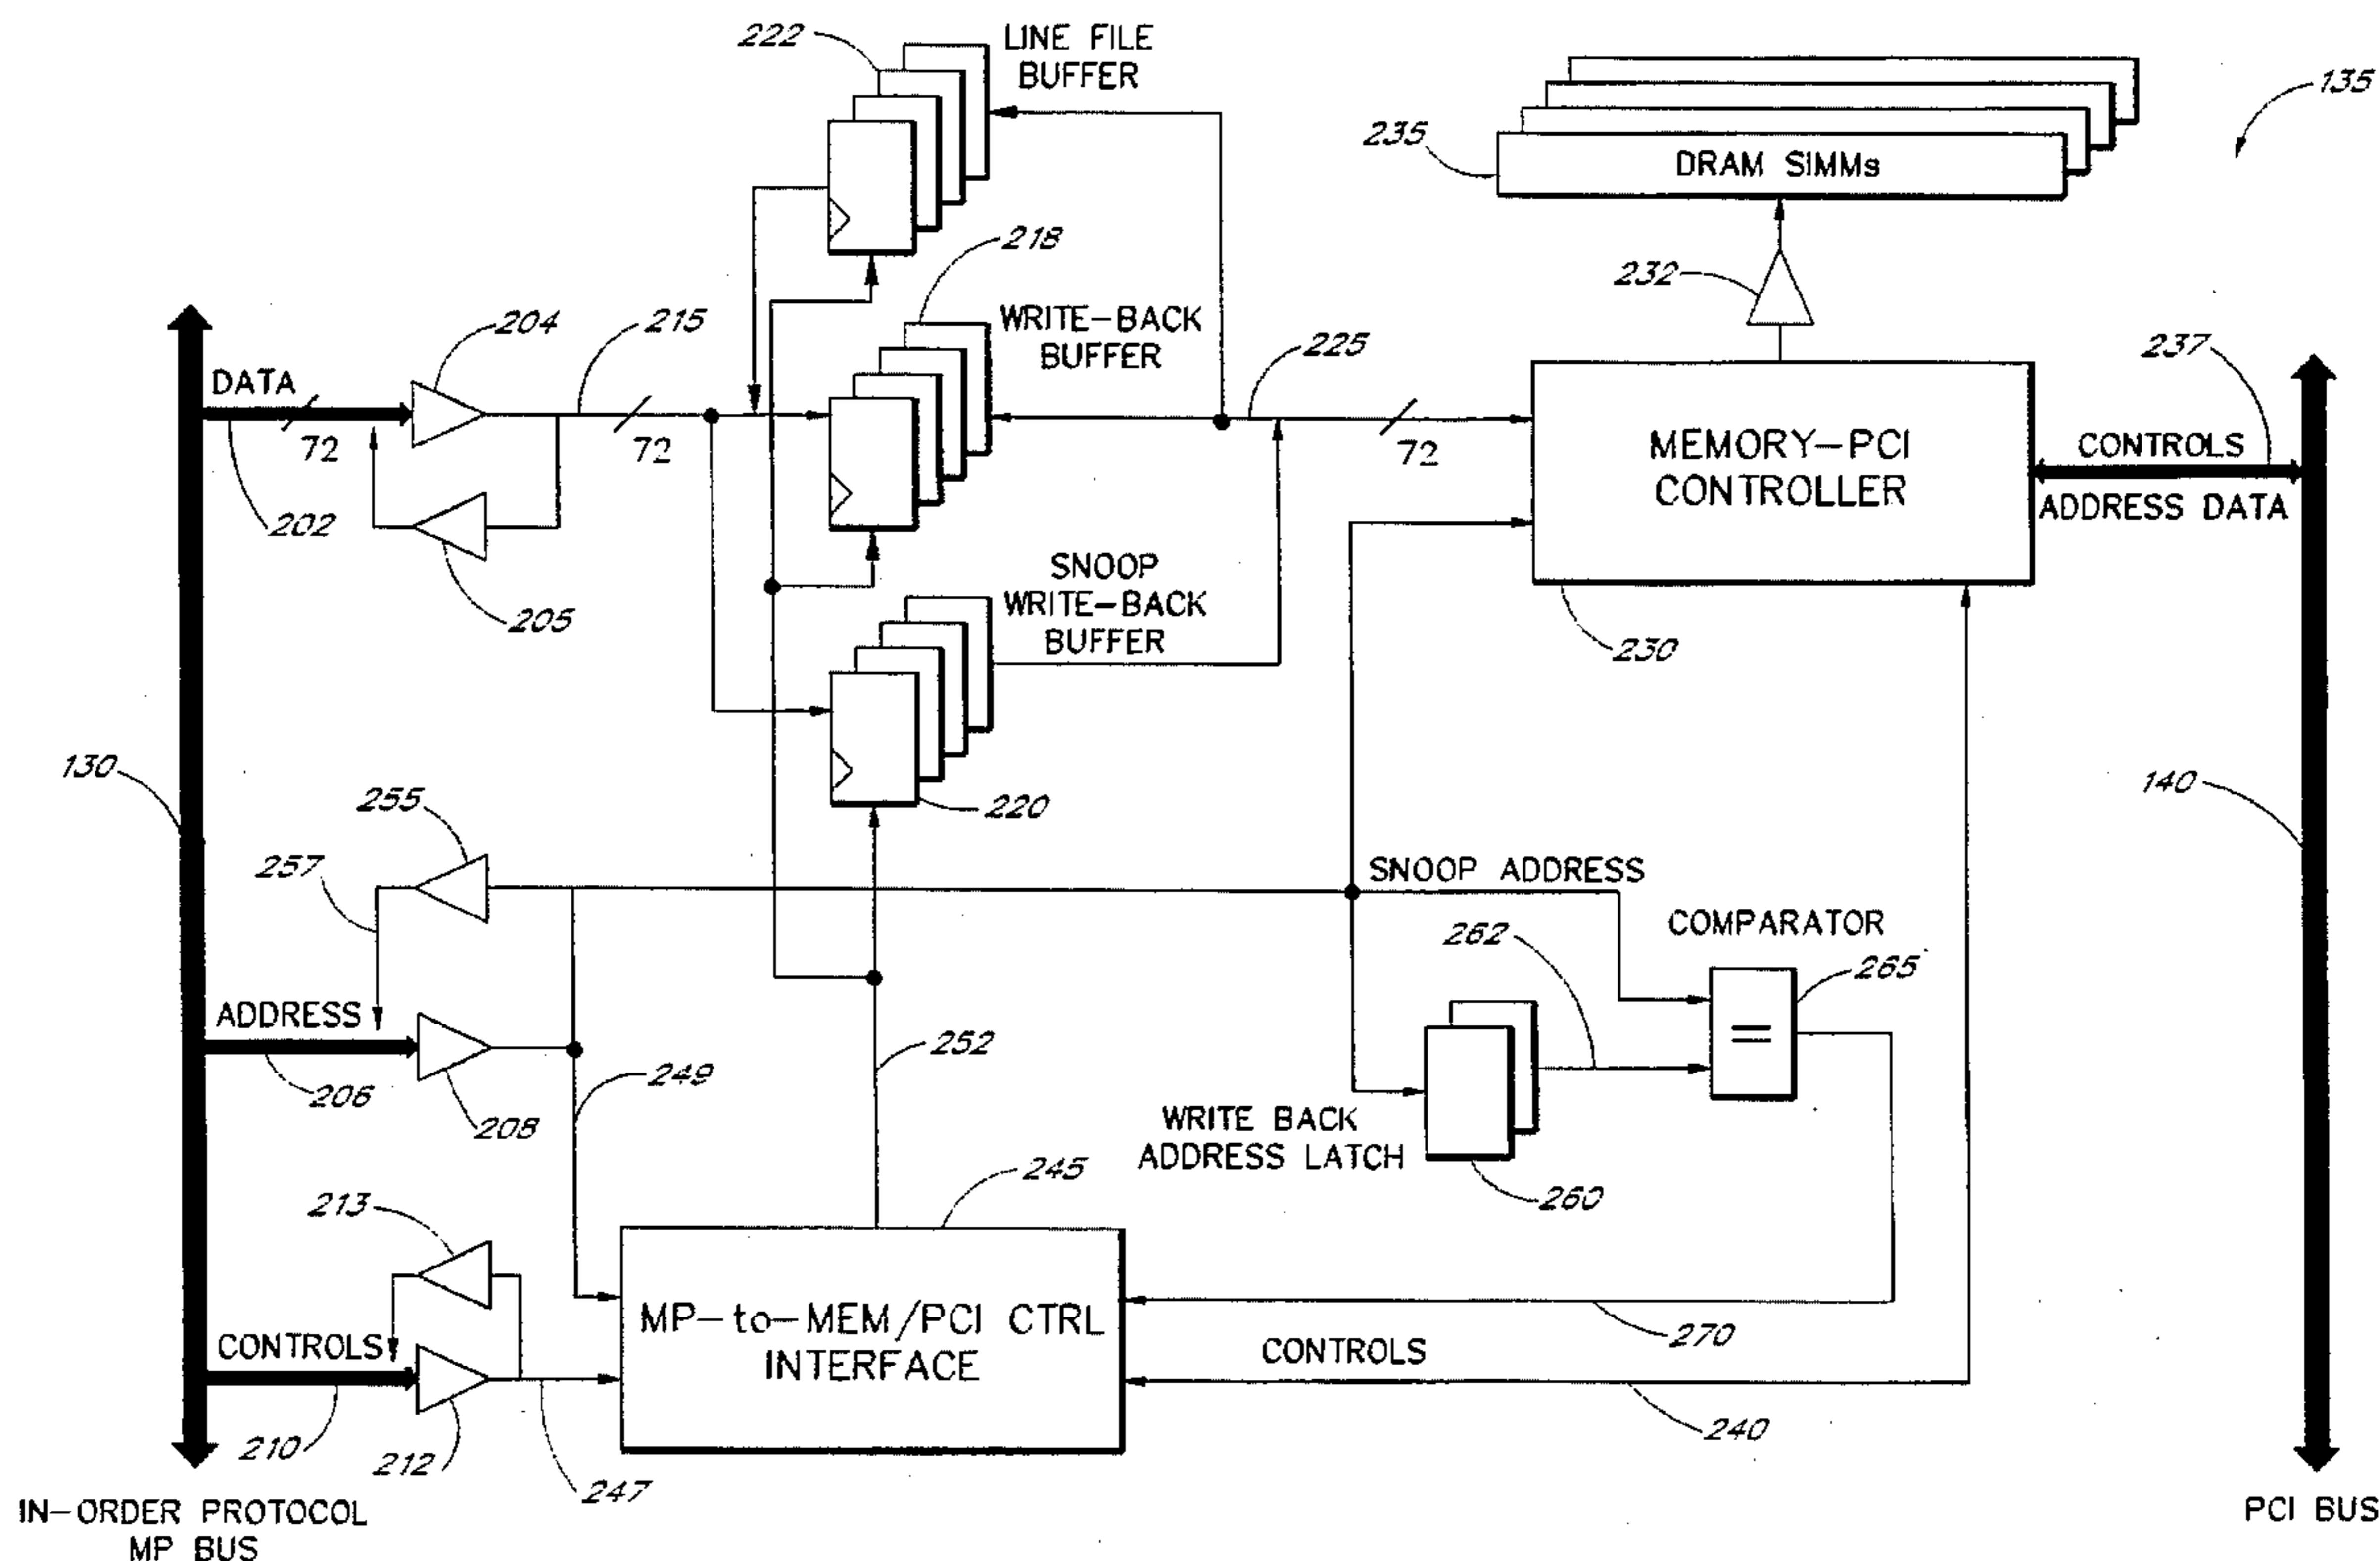 222
LINE FILE
BUFFER
135
235
DRAM SIMMs
218
232
204
215
WRITE-BACK
BUFFER
225
237
DATA
72
72
72
MEMORY-PCI
CONTROLLER
CONTROLS
ADDRESS DATA
202
205
SNOOP
WRITE-BACK
BUFFER
230
130
255
220
140
257
SNOOP ADDRESS
COMPARATOR
262
265
=
ADDRESS
206
208
249
252
WRITE BACK
ADDRESS LATCH
260
213
245
MP-to-MEM/PCI CTRL
INTERFACE
270
CONTROLS
CONTROLS
240
210
212
247
IN-ORDER PROTOCOL
MP BUS
PCI BUS